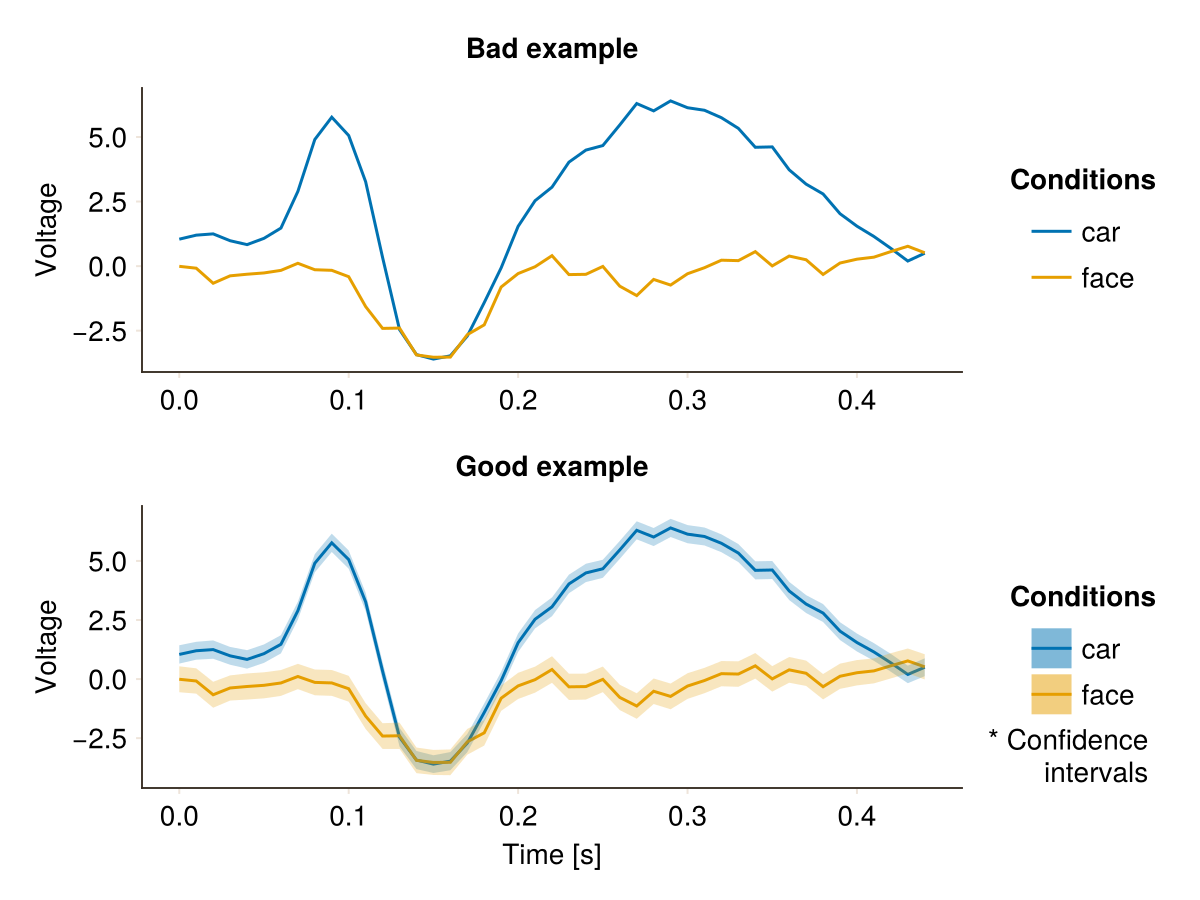 Bad example
Voltage
5.0
2.5
0.0
−2.5
0.0 0.1 0.2 0.3 0.4
Conditions
car
face
Good example
Voltage
5.0
2.5
0.0
−2.5
0.0 0.1 0.2 0.3 0.4
Time [s]
Conditions
car
face
* Confidence
intervals